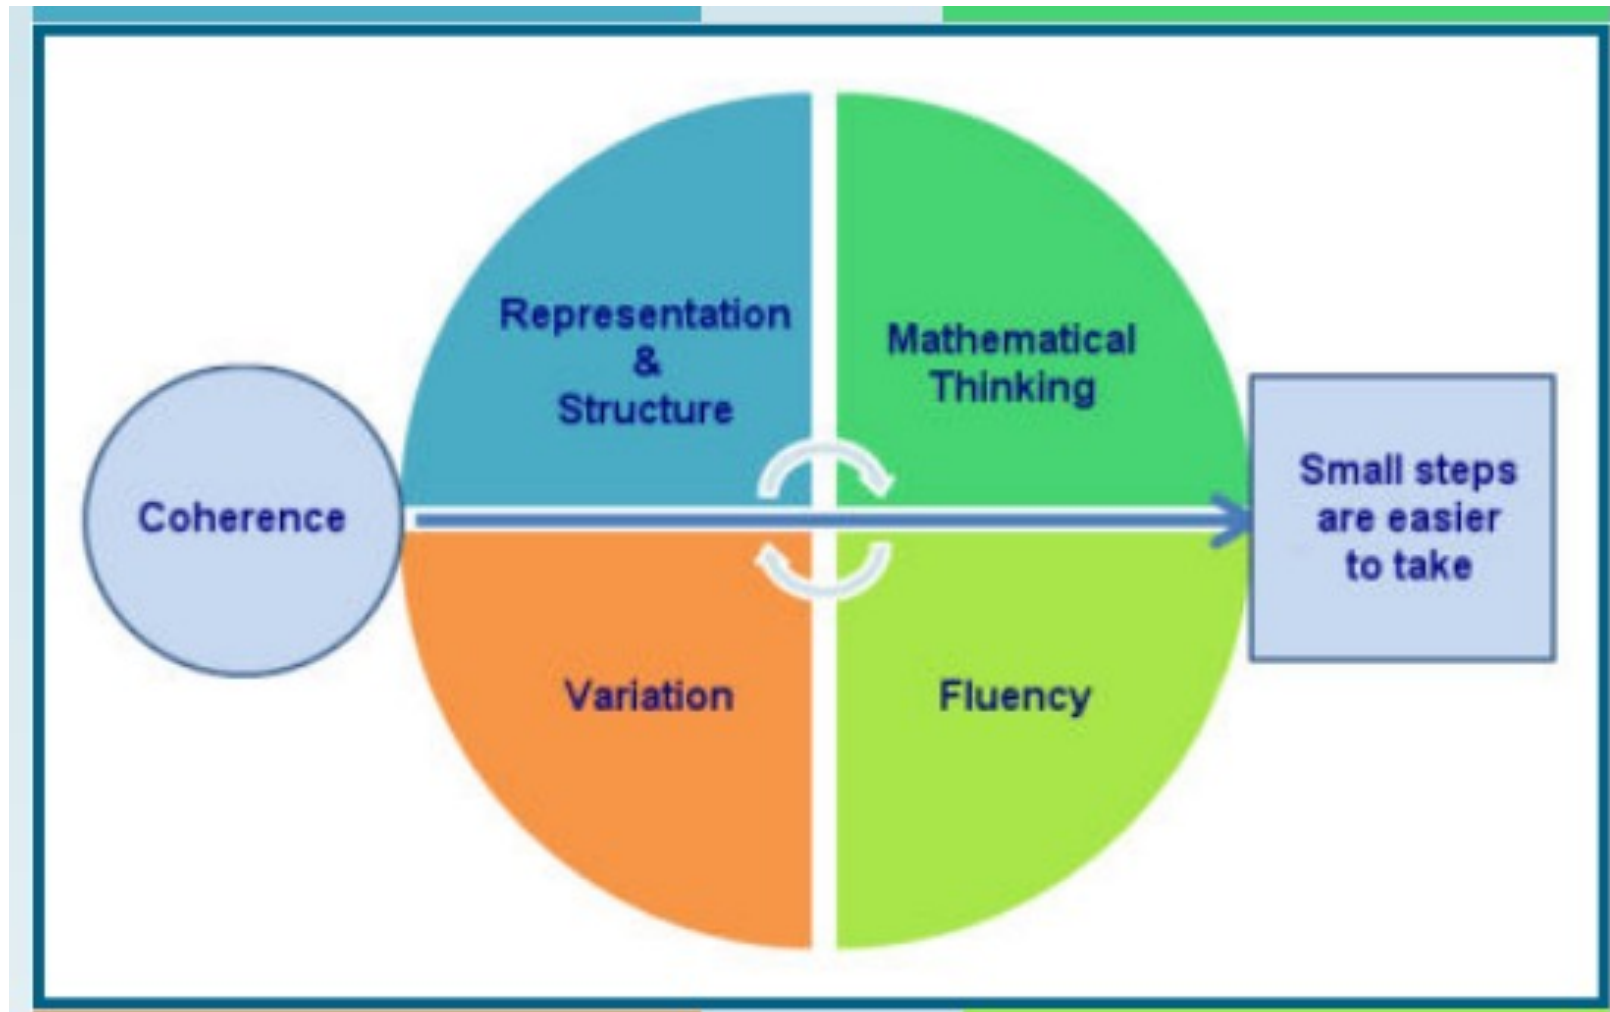 Representation
&
Structure
Mathematical
Thinking
Coherence
Small steps
are easier
to take
Variation
Fluency